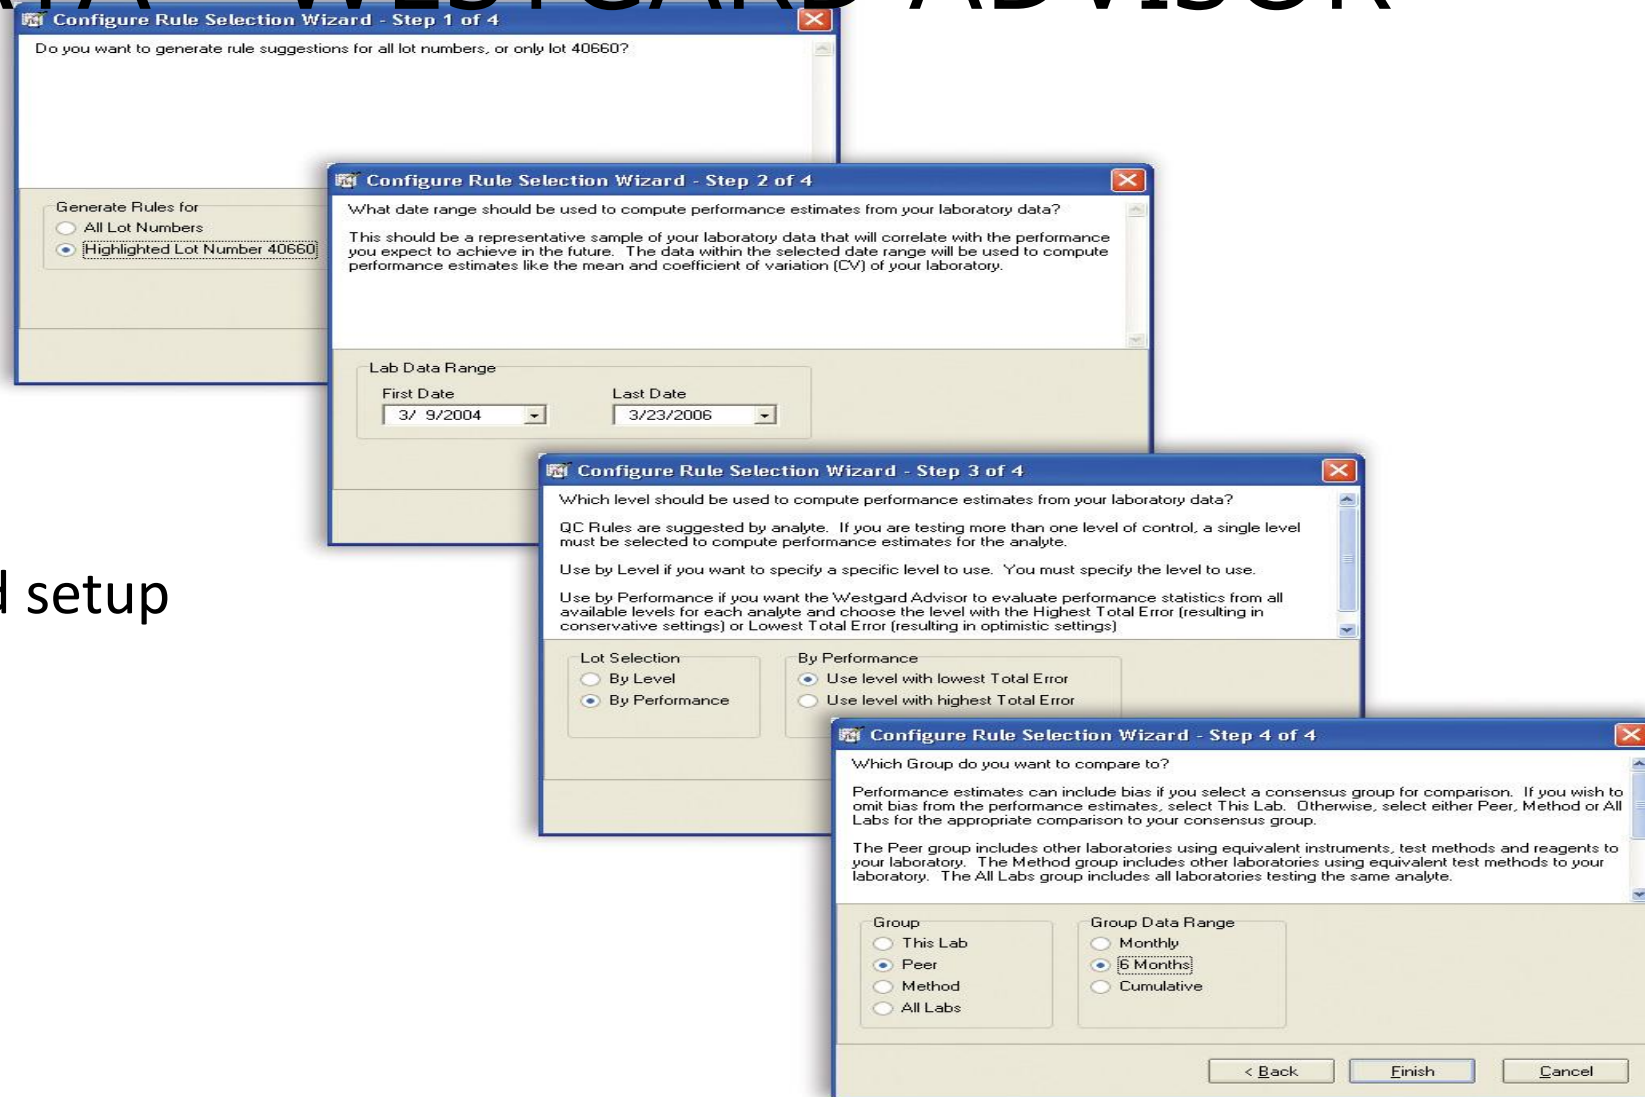 DATA - WESTGARD ADVISOR
Configure Rule Selection Wizard - Step 1 of 4
Do you want to generate rule suggestions for all lot numbers, or only lot 40660?
Generate Rules for
All Lot Numbers
Highlighted Lot Number 40660
Configure Rule Selection Wizard - Step 2 of 4
What date range should be used to compute performance estimates from your laboratory data?
This should be a representative sample of your laboratory data that will correlate with the performance
you expect to achieve in the future. The data within the selected date range will be used to compute
performance estimates like the mean and coefficient of variation (CV) of your laboratory.
Lab Data Range
First Date Last Date
3/ 9/2004 3/23/2006
setup
Configure Rule Selection Wizard - Step 3 of 4
Which level should be used to compute performance estimates from your laboratory data?
QC Rules are suggested by analyte. If you are testing more than one level of control, a single level
must be selected to compute performance estimates for the analyte.
Use by Level if you want to specify a specific level to use. You must specify the level to use.
Use by Performance if you want the Westgard Advisor to evaluate performance statistics from all
available levels for each analyte and choose the level with the Highest Total Error (resulting in
conservative settings) or Lowest Total Error (resulting in optimistic settings)
Lot Selection By Performance
By Level Use level with lowest Total Error
By Performance Use level with highest Total Error
Configure Rule Selection Wizard - Step 4 of 4
Which Group do you want to compare to?
Performance estimates can include bias if you select a consensus group for comparison. If you wish to
omit bias from the performance estimates, select This Lab. Otherwise, select either Peer, Method or All
Labs for the appropriate comparison to your consensus group.
The Peer group includes other laboratories using equivalent instruments, test methods and reagents to
your laboratory. The Method group includes other laboratories using equivalent test methods to your
laboratory. The All Labs group includes all laboratories testing the same analyte.
Group Group Data Range
This Lab Monthly
Peer 6 Months
Method Cumulative
All Labs
< Back Finish Cancel